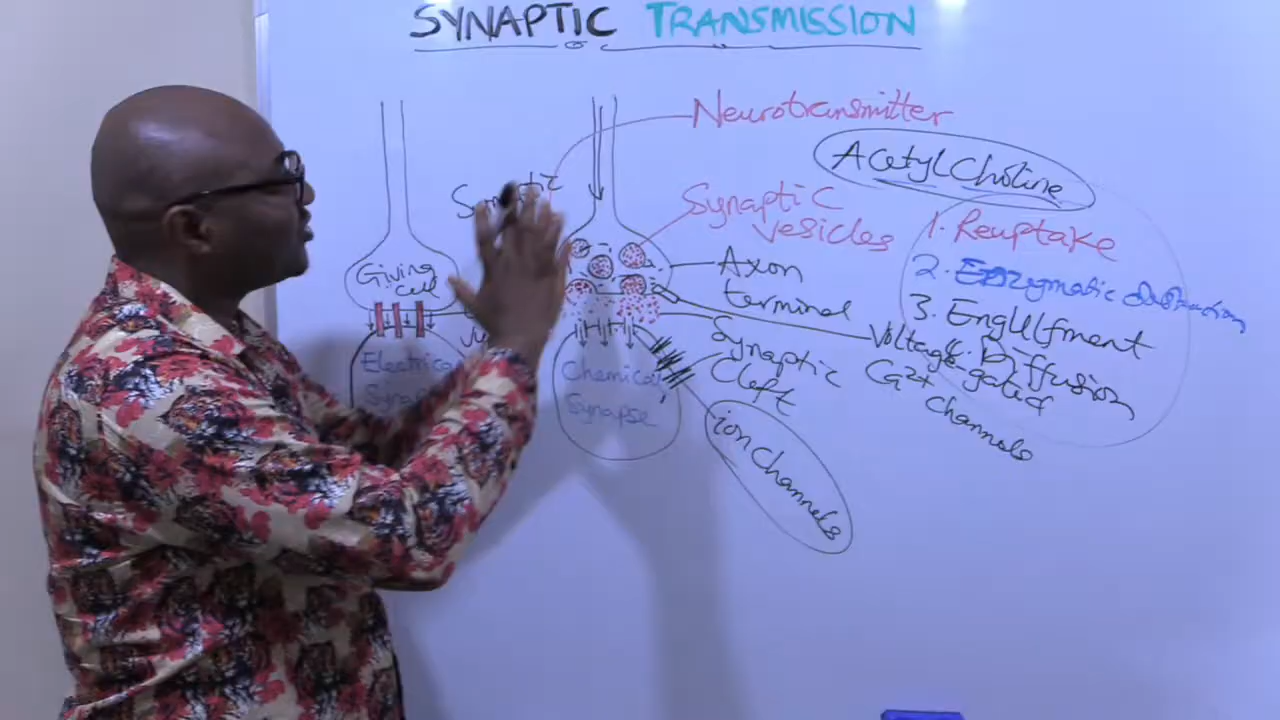 SYNAPTIC TRANSMISSION
Neurotransmitter
AcetylCholine
Synaptic
vesicles
1. Reuptake
2. Enzymatic destruction
3. Engulfment
4. Diffusion
Axon
terminal
Voltage-gated
Ca2+
Channels
Synaptic
Cleft
ion Channels
Giving
cell
Electrical
Synapse
Chemical
Synapse